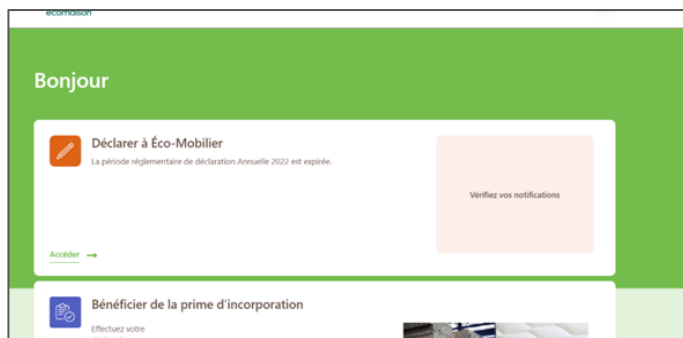 ecomaison
Bonjour
Déclarer à Éco-Mobilier
La période réglementaire de déclaration Annuelle 2022 est expirée.
Vérifiez vos notifications
Accéder →
Bénéficier de la prime d'incorporation
Effectuez votre